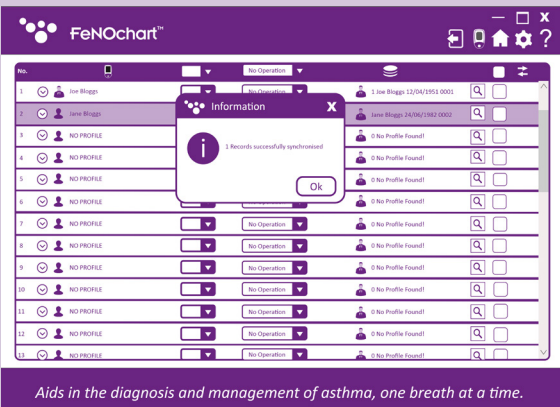 FeNOchart™
?
No. No Operation
1 Joe Bloggs No Operation 1 Joe Bloggs 12/04/1951 0001
2 Jane Bloggs Jane Bloggs 24/06/1982 0002
3 NO PROFILE 0 No Profile Found!
4 NO PROFILE 0 No Profile Found!
5 NO PROFILE 0 No Profile Found!
6 NO PROFILE No Operation 0 No Profile Found!
7 NO PROFILE No Operation 0 No Profile Found!
8 NO PROFILE No Operation 0 No Profile Found!
9 NO PROFILE No Operation 0 No Profile Found!
10 NO PROFILE No Operation 0 No Profile Found!
11 NO PROFILE No Operation 0 No Profile Found!
12 NO PROFILE No Operation 0 No Profile Found!
13 NO PROFILE No Operation 0 No Profile Found!
Information X
i
1 Records successfully synchronised
Ok
Aids in the diagnosis and management of asthma, one breath at a time.